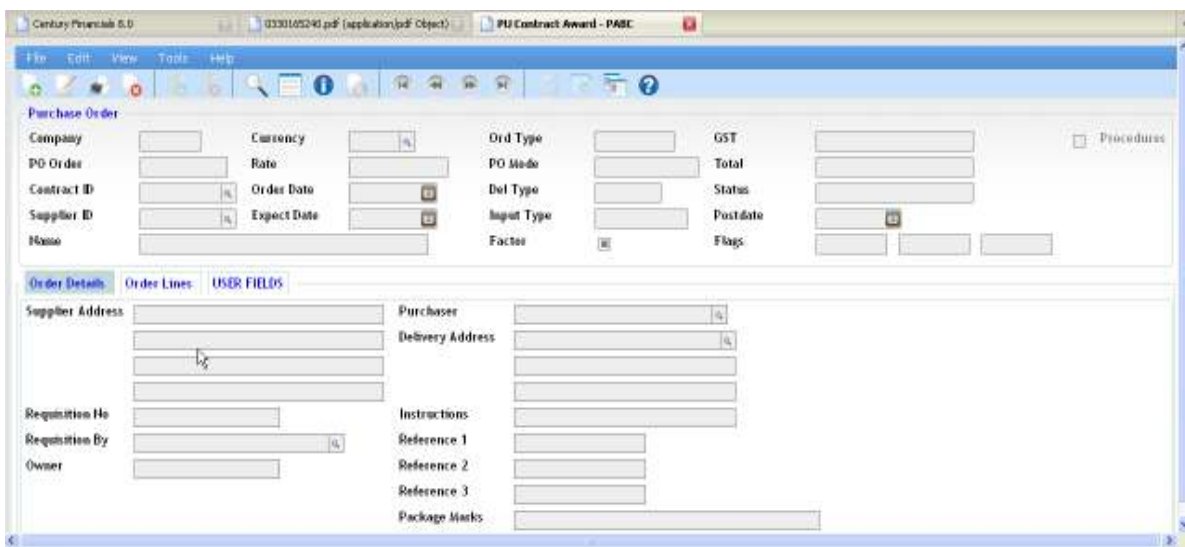 Century Financials 8.0 0330165240.pdf (application/pdf Object) PU Contract Award - PABC
File Edit View Tools Help
Purchase Order
Company Currency Ord Type GST Procedures
PO Order Rate PO Mode Total
Contract ID Order Date Del Type Status
Supplier ID Expect Date Input Type Postdate
Name Factor Flags
Order Details Order Lines USER FIELDS
Supplier Address Purchaser
Delivery Address
Requisition No Instructions
Requisition By Reference 1
Owner Reference 2
Reference 3
Package Masks